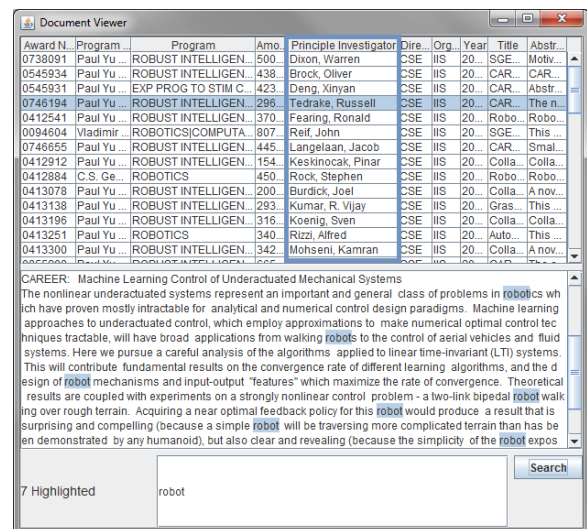 Document Viewer
Award N... Program ... Program Amo... Principle Investigator Dire... Org... Year Title Abstr...
0738091 Paul Yu ... ROBUST INTELLIGEN... 500... Dixon, Warren CSE IIS 20... SGE... Motiv...
0545934 Paul Yu ... ROBUST INTELLIGEN... 438... Brock, Oliver CSE IIS 20... CAR... CAR...
0545931 Paul Yu ... EXP PROG TO STIM C... 423... Deng, Xinyan CSE IIS 20... CAR... Abstr...
0746194 Paul Yu ... ROBUST INTELLIGEN... 296... Tedrake, Russell CSE IIS 20... CAR... The n...
0412541 Paul Yu ... ROBUST INTELLIGEN... 370... Fearing, Ronald CSE IIS 20... Robo... Robo...
0094604 Vladimir ... ROBOTICS|COMPUTA... 807... Reif, John CSE IIS 20... SGE... This ...
0746655 Paul Yu ... ROBUST INTELLIGEN... 445... Langelaan, Jacob CSE IIS 20... CAR... Smal...
0412912 Paul Yu ... ROBUST INTELLIGEN... 154... Keskinocak, Pinar CSE IIS 20... Colla... Colla...
0412884 C.S. Ge... ROBOTICS 450... Rock, Stephen CSE IIS 20... Robo... Robo...
0413078 Paul Yu ... ROBUST INTELLIGEN... 200... Burdick, Joel CSE IIS 20... Colla... A nov...
0413138 Paul Yu ... ROBUST INTELLIGEN... 293... Kumar, R. Vijay CSE IIS 20... Gras... This ...
0413196 Paul Yu ... ROBUST INTELLIGEN... 316... Koenig, Sven CSE IIS 20... Colla... This ...
0413251 Paul Yu ... ROBOTICS 340... Rizzi, Alfred CSE IIS 20... Auto... This ...
0413300 Paul Yu ... ROBUST INTELLIGEN... 342... Mohseni, Kamran CSE IIS 20... Colla... A nov...
CAREER: Machine Learning Control of Underactuated Mechanical Systems
The nonlinear underactuated systems represent an important and general class of problems in robotics wh
ich have proven mostly intractable for analytical and numerical control design paradigms. Machine learning
approaches to underactuated control, which employ approximations to make numerical optimal control tec
hniques tractable, will have broad applications from walking robots to the control of aerial vehicles and fluid
systems. Here we pursue a careful analysis of the algorithms applied to linear time-invariant (LTI) systems.
This will contribute fundamental results on the convergence rate of different learning algorithms, and the d
esign of robot mechanisms and input-output "features" which maximize the rate of convergence. Theoretical
results are coupled with experiments on a strongly nonlinear control problem - a two-link bipedal robot walk
ing over rough terrain. Acquiring a near optimal feedback policy for this robot would produce a result that is
surprising and compelling (because a simple robot will be traversing more complicated terrain than has be
en demonstrated by any humanoid), but also clear and revealing (because the simplicity of the robot expos
Search
7 Highlighted
robot